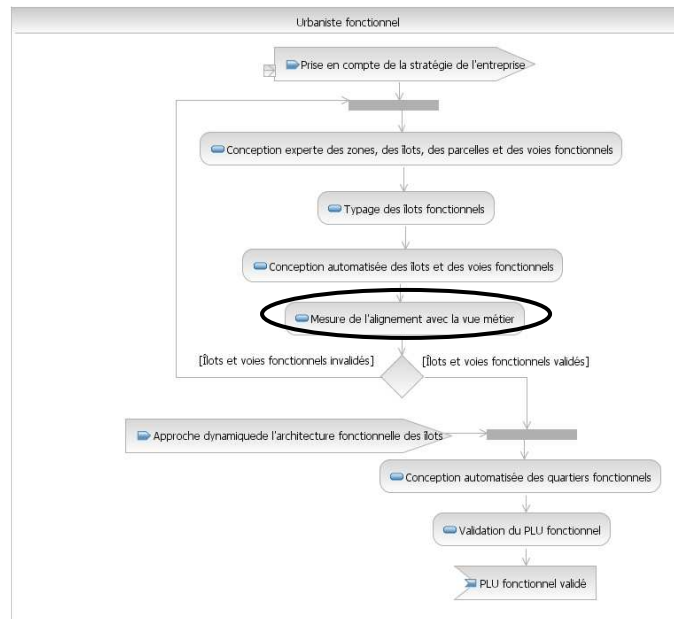 Urbaniste fonctionnel
Prise en compte de la stratégie de l'entreprise
Conception experte des zones, des îlots, des parcelles et des voies fonctionnels
Typage des îlots fonctionnels
Conception automatisée des îlots et des voies fonctionnels
Mesure de l'alignement avec la vue métier
[Îlots et voies fonctionnels invalidés]
[Îlots et voies fonctionnels validés]
Approche dynamiquede l'architecture fonctionnelle des îlots
Conception automatisée des quartiers fonctionnels
Validation du PLU fonctionnel
PLU fonctionnel validé